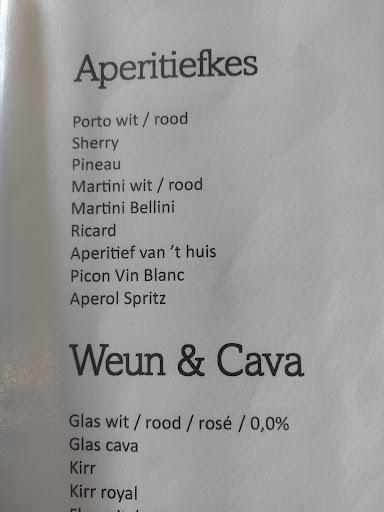 Aperitiefkes
Porto wit / rood
Sherry
Pineau
Martini wit / rood
Martini Bellini
Ricard
Aperitief van ’t huis
Picon Vin Blanc
Aperol Spritz
Weun & Cava
Glas wit / rood / rosé / 0,0%
Glas cava
Kirr
Kirr royal